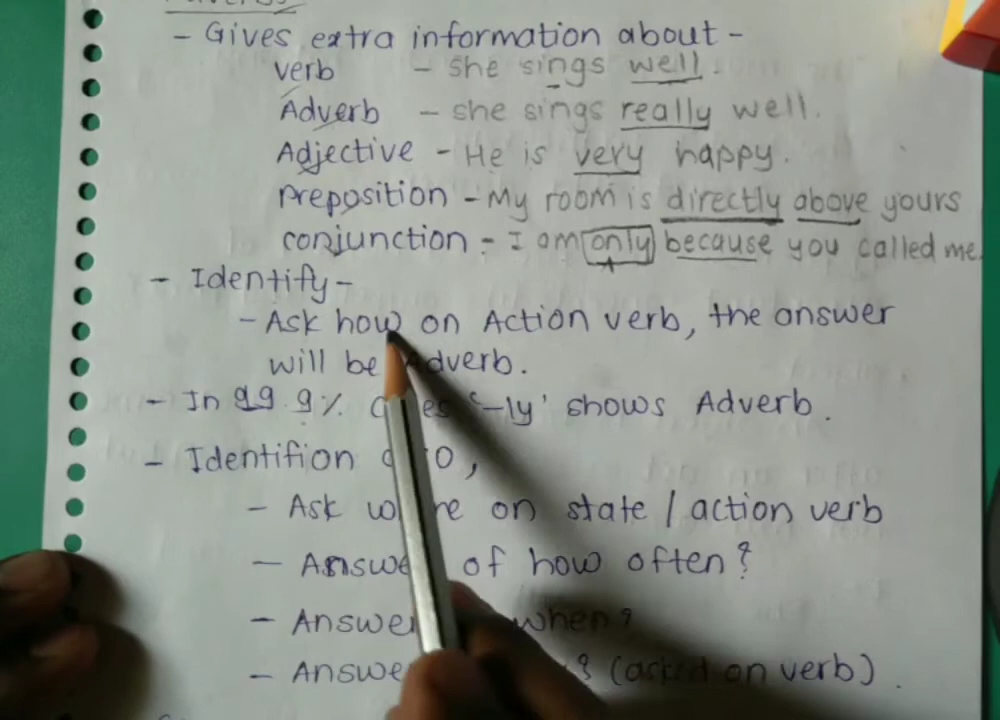 - Gives extra information about -
verb - she sings well.
Adverb - she sings really well.
Adjective - He is very happy.
Preposition - My room is directly above yours
conjunction - I am only because you called me.
- Identify -
- Ask how on Action verb, the answer
will be Adverb.
- In 99.9% '-ly' shows Adverb.
- Identifion
- Ask on state / action verb
- of how often?
- when?
- (asked on verb).